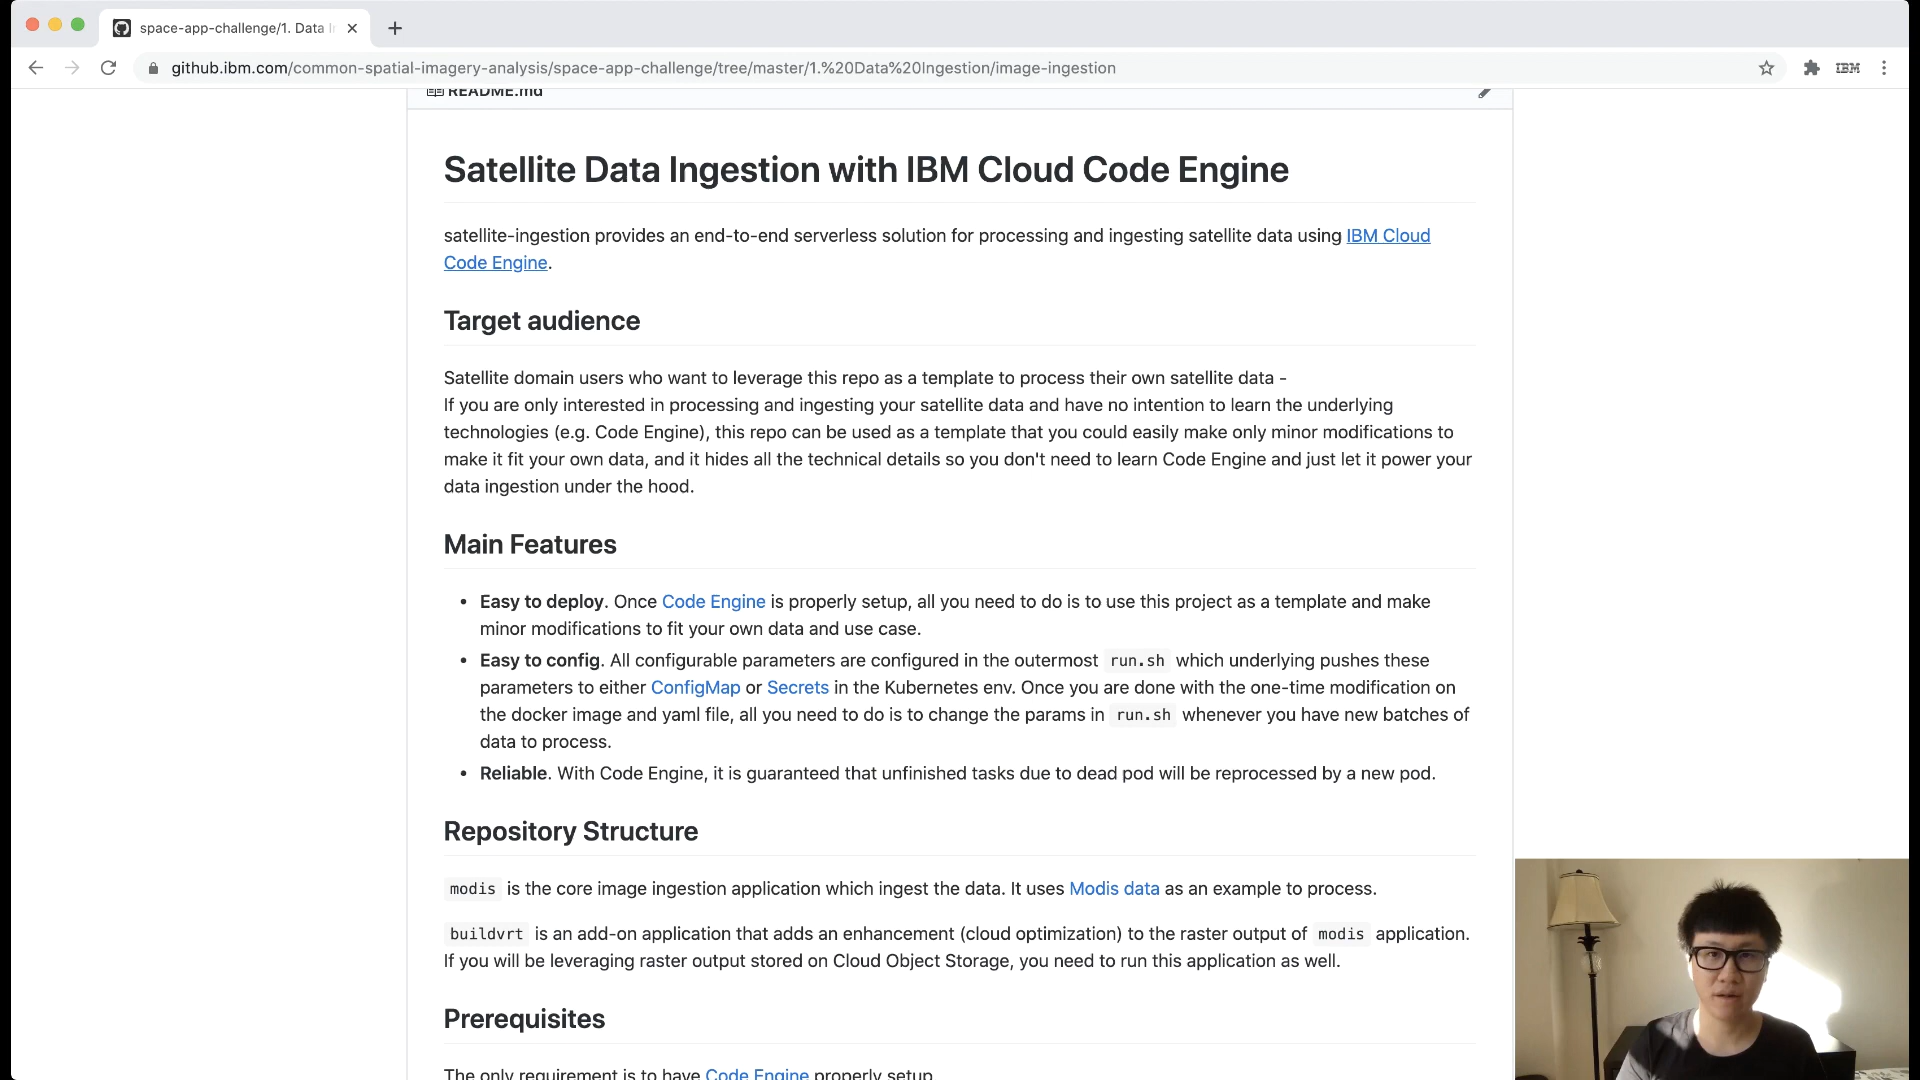 space-app-challenge/1. Data I
github.ibm.com/common-spatial-imagery-analysis/space-app-challenge/tree/master/1.%20Data%20Ingestion/image-ingestion
IBM
README.md
Satellite Data Ingestion with IBM Cloud Code Engine
satellite-ingestion provides an end-to-end serverless solution for processing and ingesting satellite data using IBM Cloud
Code Engine.
Target audience
Satellite domain users who want to leverage this repo as a template to process their own satellite data -
If you are only interested in processing and ingesting your satellite data and have no intention to learn the underlying
technologies (e.g. Code Engine), this repo can be used as a template that you could easily make only minor modifications to
make it fit your own data, and it hides all the technical details so you don't need to learn Code Engine and just let it power your
data ingestion under the hood.
Main Features
• Easy to deploy. Once Code Engine is properly setup, all you need to do is to use this project as a template and make
minor modifications to fit your own data and use case.
• Easy to config. All configurable parameters are configured in the outermost run.sh which underlying pushes these
parameters to either ConfigMap or Secrets in the Kubernetes env. Once you are done with the one-time modification on
the docker image and yaml file, all you need to do is to change the params in run.sh whenever you have new batches of
data to process.
• Reliable. With Code Engine, it is guaranteed that unfinished tasks due to dead pod will be reprocessed by a new pod.
Repository Structure
modis is the core image ingestion application which ingest the data. It uses Modis data as an example to process.
buildvrt is an add-on application that adds an enhancement (cloud optimization) to the raster output of modis application.
If you will be leveraging raster output stored on Cloud Object Storage, you need to run this application as well.
Prerequisites
The only requirement is to have Code Engine properly setup.